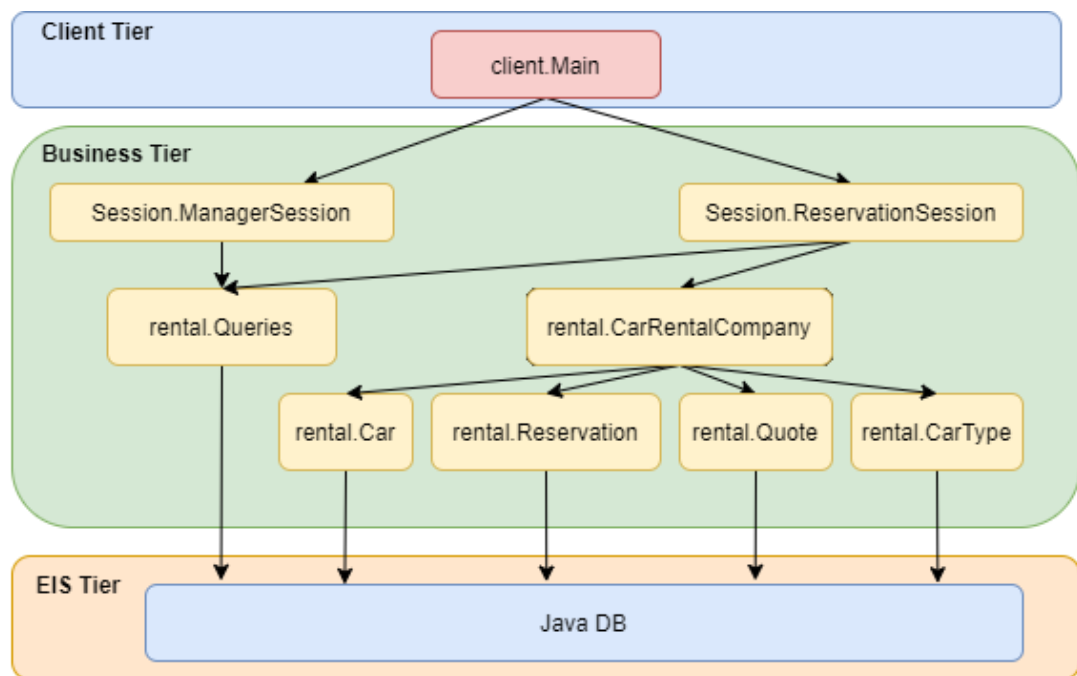 Client Tier
client.Main
Business Tier
Session.ManagerSession
Session.ReservationSession
rental.Queries
rental.CarRentalCompany
rental.Car
rental.Reservation
rental.Quote
rental.CarType
EIS Tier
Java DB